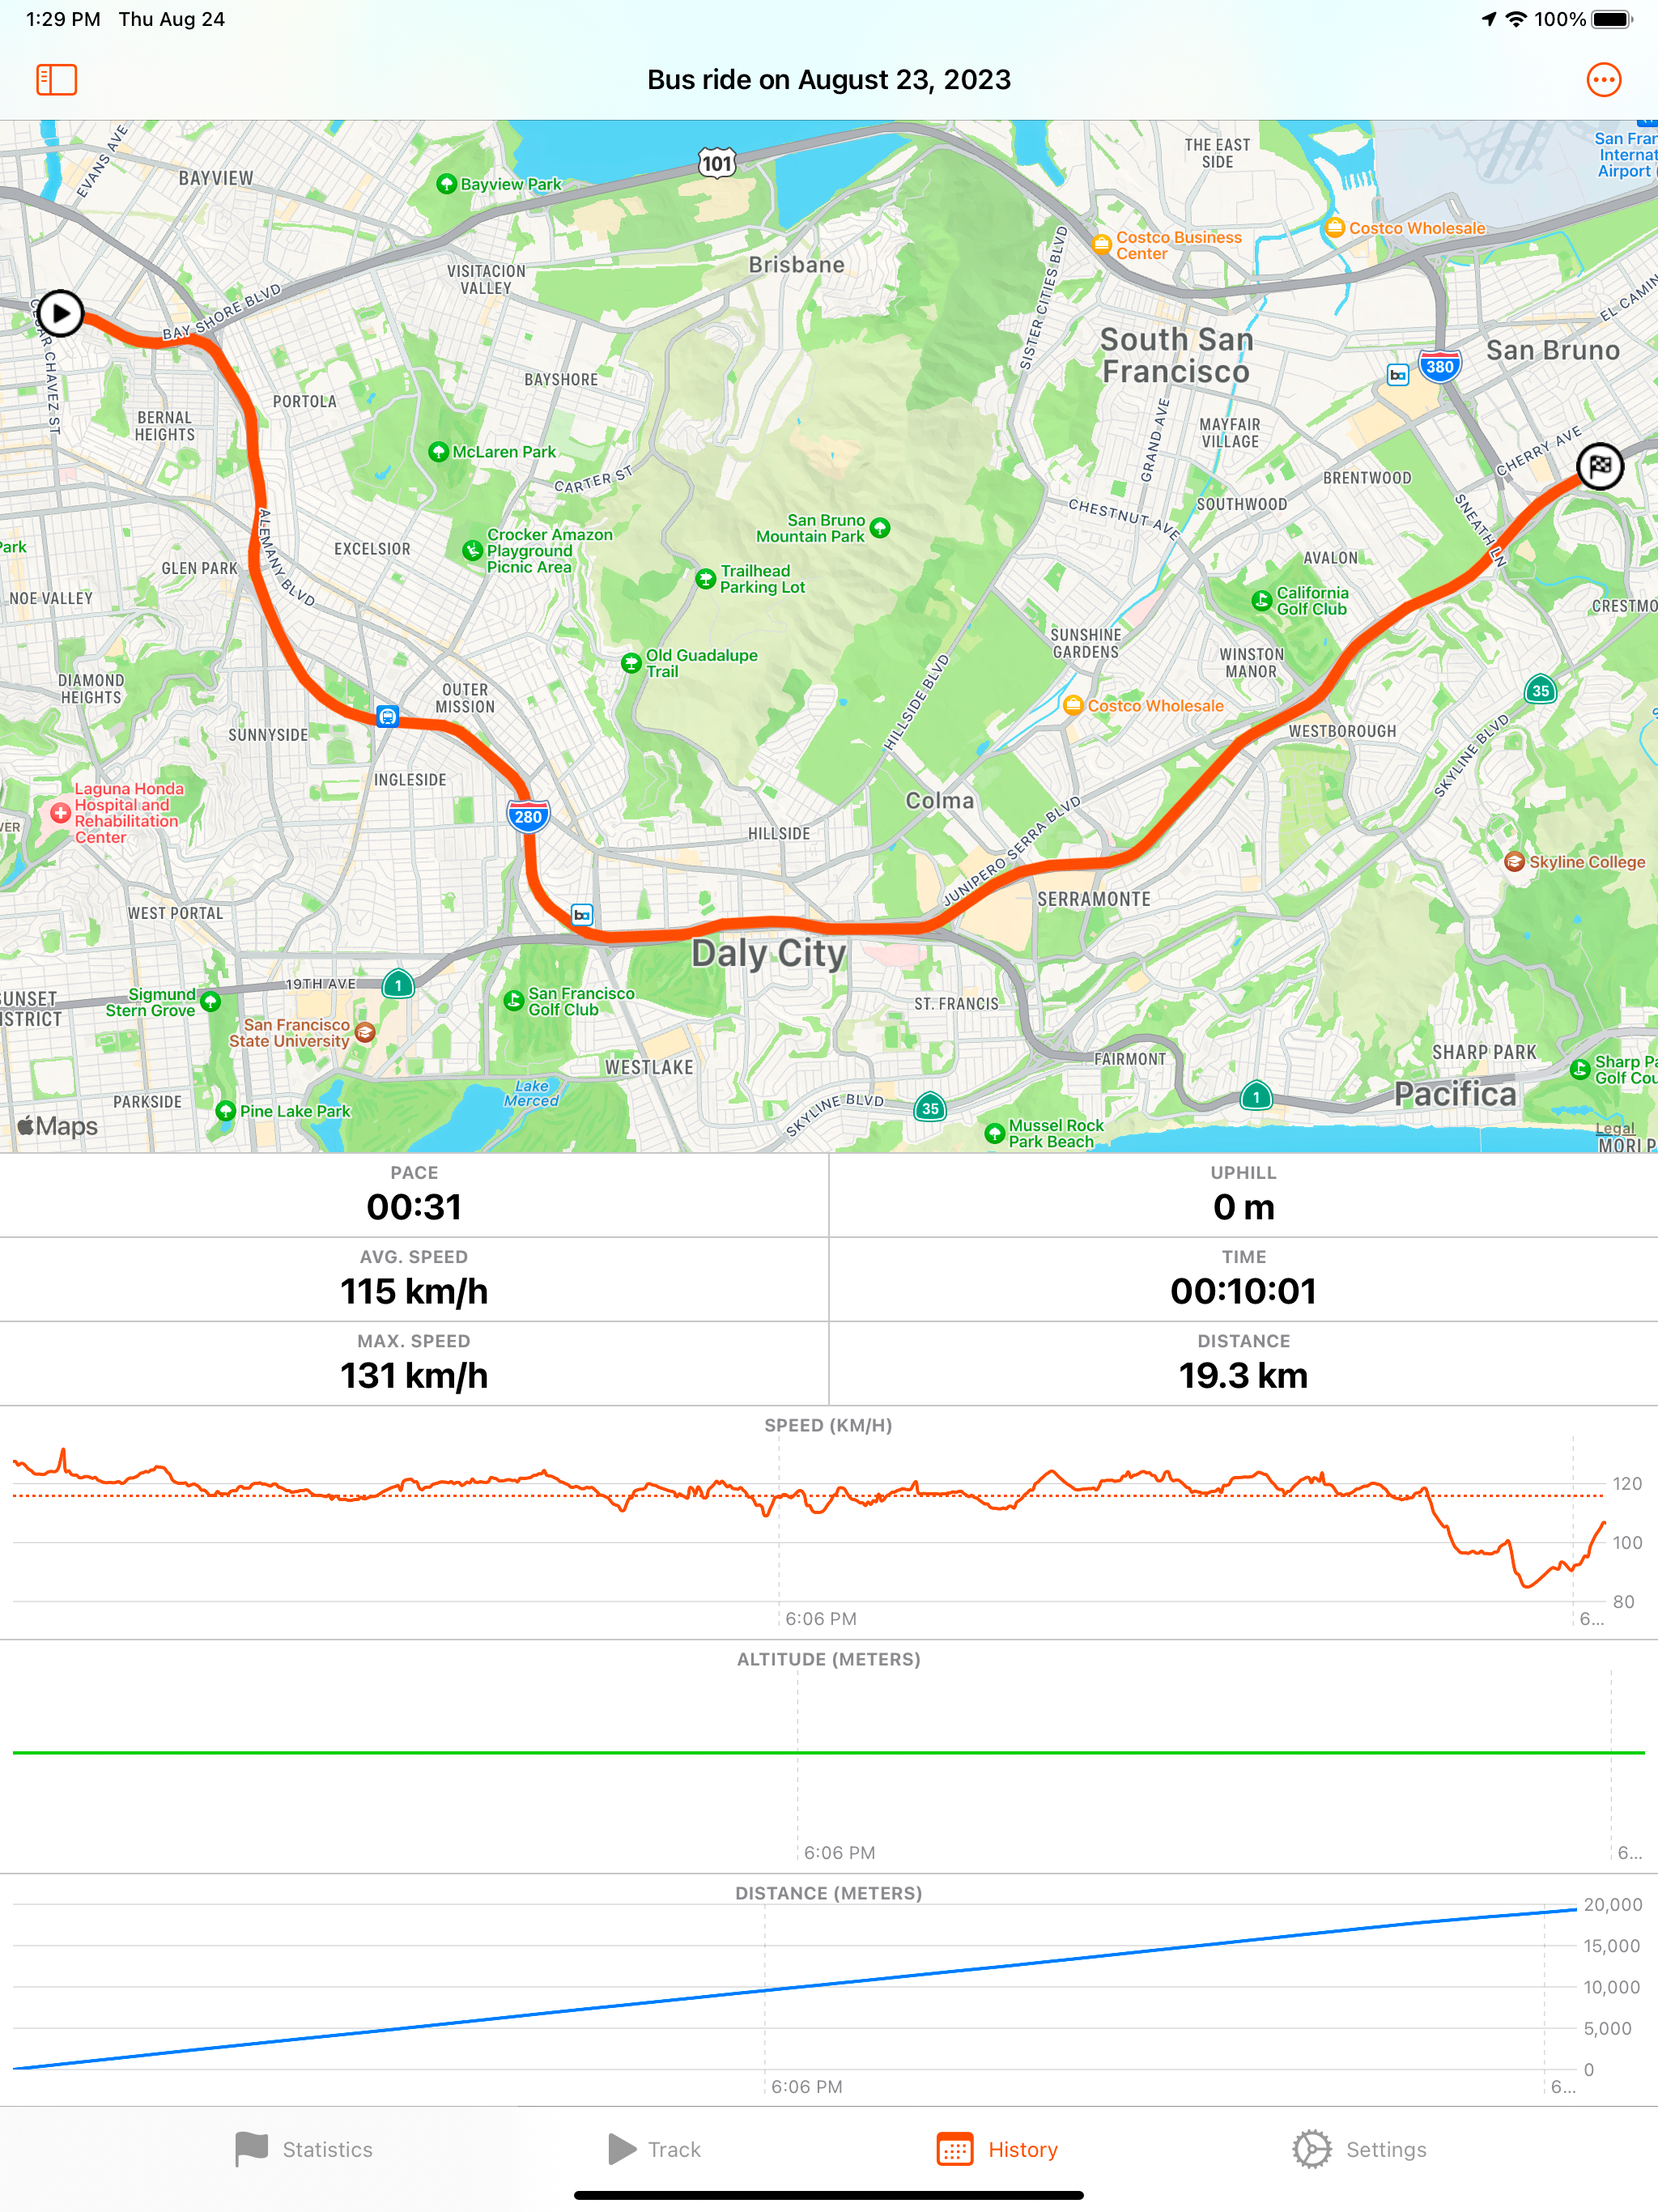 1:29 PM Thu Aug 24
100%
Bus ride on August 23, 2023
EVANS AVE
BAYVIEW
Bayview Park
101
THE EAST
SIDE
San Fran
Internat
Airport
VISITACION
VALLEY
Brisbane
SISTER CITIES BLVD
Costco Business
Center
Costco Wholesale
EL CAMIN
BAY SHORE BLVD
CHAVEZ ST
South San
Francisco
San Bruno
380
BAYSHORE
PORTOLA
BERNAL
HEIGHTS
McLaren Park
CARTER ST
GRAND AVE
MAYFAIR
VILLAGE
CHERRY AVE
BRENTWOOD
SOUTHWOOD
CHESTNUT AVE
SNEATH LN
ALEMANY BLVD
Park
EXCELSIOR
Crocker Amazon
Playground
Picnic Area
San Bruno
Mountain Park
AVALON
GLEN PARK
NOE VALLEY
Trailhead
Parking Lot
California
Golf Club
CRESTMO
DIAMOND
HEIGHTS
OUTER
MISSION
Old Guadalupe
Trail
SUNSHINE
GARDENS
WINSTON
MANOR
35
HILLSIDE BLVD
Costco Wholesale
SUNNYSIDE
WESTBOROUGH
SKYLINE BLVD
INGLESIDE
Laguna Honda
Hospital and
Rehabilitation
Center
VER
280
Colma
HILLSIDE
JUNIPERO SERRA BLVD
Skyline College
SERRAMONTE
WEST PORTAL
ba
ba
Daly City
19TH AVE
1
SUNSET
DISTRICT
Sigmund
Stern Grove
San Francisco
State University
San Francisco
Golf Club
ST. FRANCIS
FAIRMONT
SHARP PARK
Sharp Pa
Golf Cou
WESTLAKE
Lake
Merced
PARKSIDE
Pine Lake Park
SKYLINE BLVD
35
1
Pacifica
Mussel Rock
Park Beach
Maps
Legal
MORI P
PACE
00:31
UPHILL
0 m
AVG. SPEED
115 km/h
TIME
00:10:01
MAX. SPEED
131 km/h
DISTANCE
19.3 km
SPEED (KM/H)
120
100
80
6:06 PM
6...
ALTITUDE (METERS)
6:06 PM
6...
DISTANCE (METERS)
20,000
15,000
10,000
5,000
0
6:06 PM
6...
Statistics
Track
History
Settings